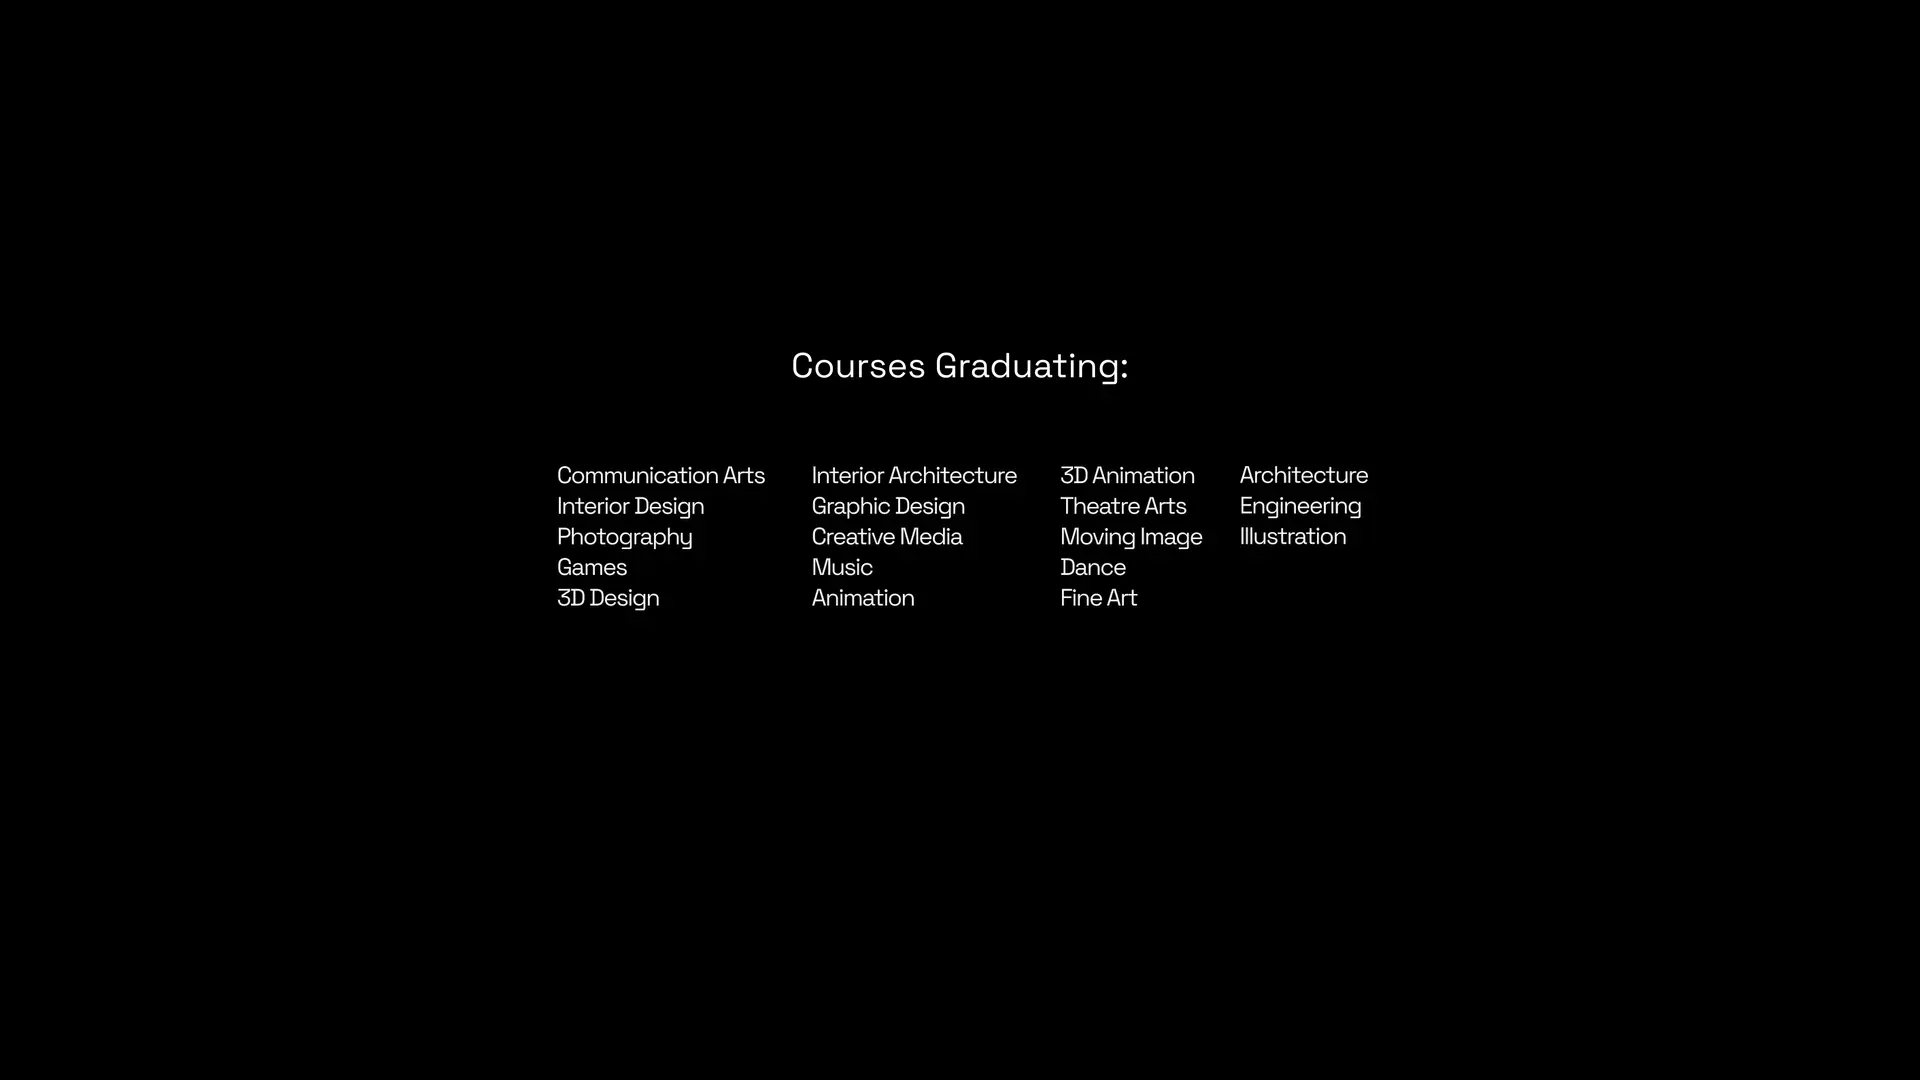 Courses Graduating:
Communication Arts
Interior Design
Photography
Games
3D Design
Interior Architecture
Graphic Design
Creative Media
Music
Animation
3D Animation
Theatre Arts
Moving Image
Dance
Fine Art
Architecture
Engineering
Illustration